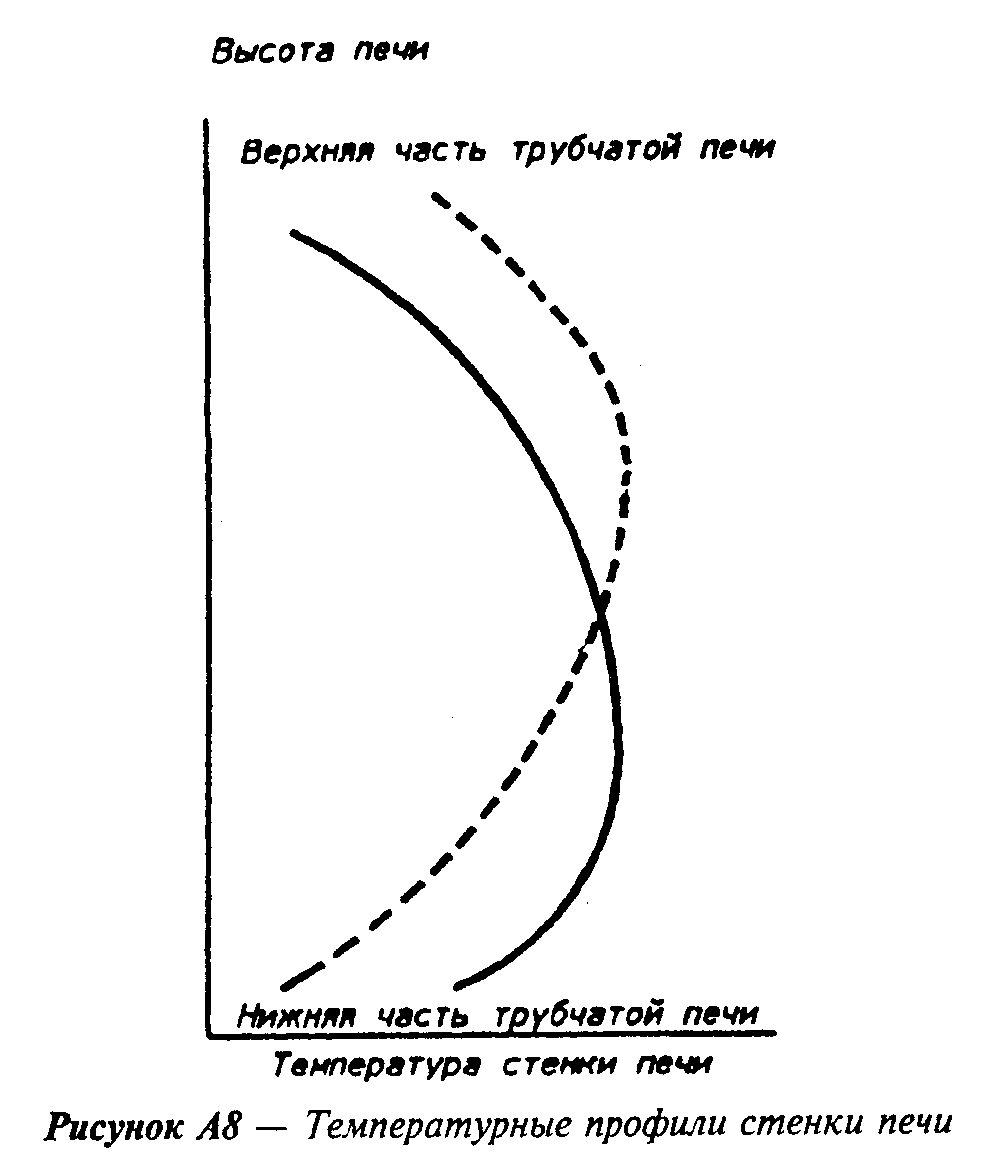 Высота печи
Верхняя часть трубчатой печи
Нижняя часть трубчатой печи
Температура стенки печи
Рисунок А8 — Температурные профили стенки печи